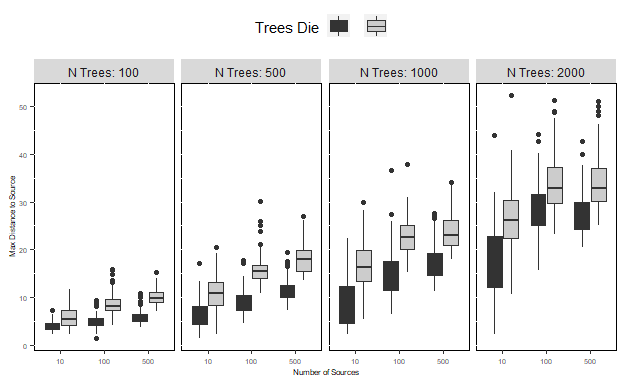 Trees Die
N Trees: 100
N Trees: 500
N Trees: 1000
N Trees: 2000
Max Distance to Source
50
40
30
20
10
0
10 100 500
10 100 500
10 100 500
10 100 500
Number of Sources